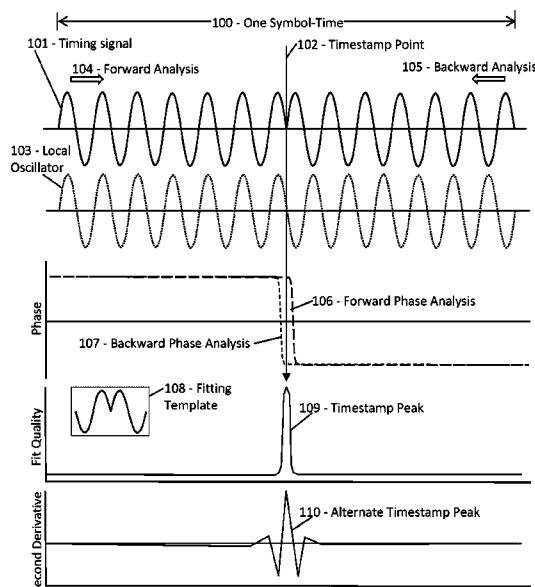 100 - One Symbol-Time
101 - Timing signal
102 - Timestamp Point
104 - Forward Analysis
105 - Backward Analysis
103 - Local
Oscillator
Phase
106 - Forward Phase Analysis
107 - Backward Phase Analysis
Fit Quality
108 - Fitting
Template
109 - Timestamp Peak
econd Derivative
110 - Alternate Timestamp Peak